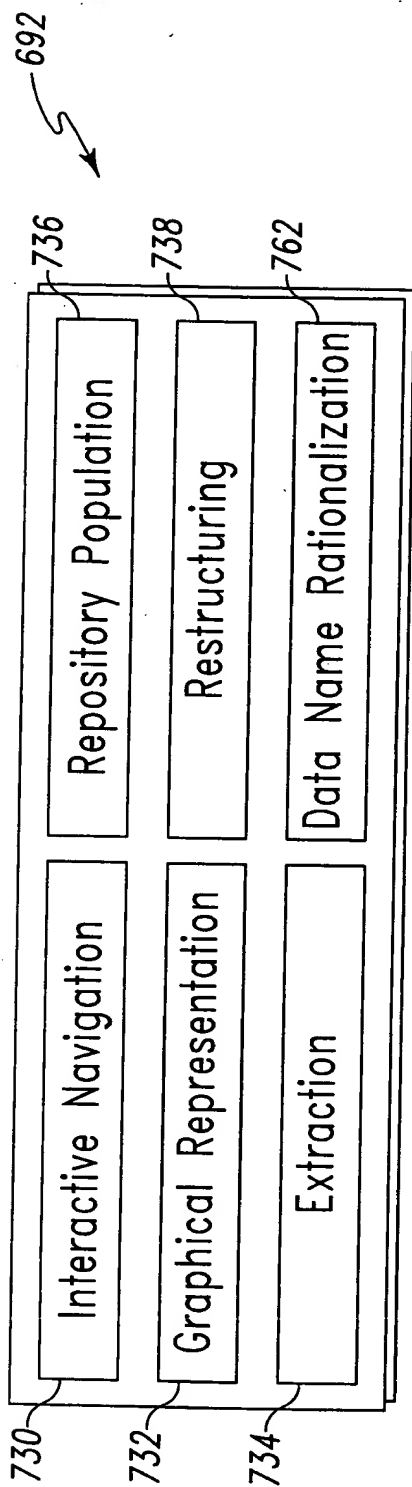 692
730 Interactive Navigation Repository Population 736
732 Graphical Representation Restructuring 738
734 Extraction Data Name Rationalization 762